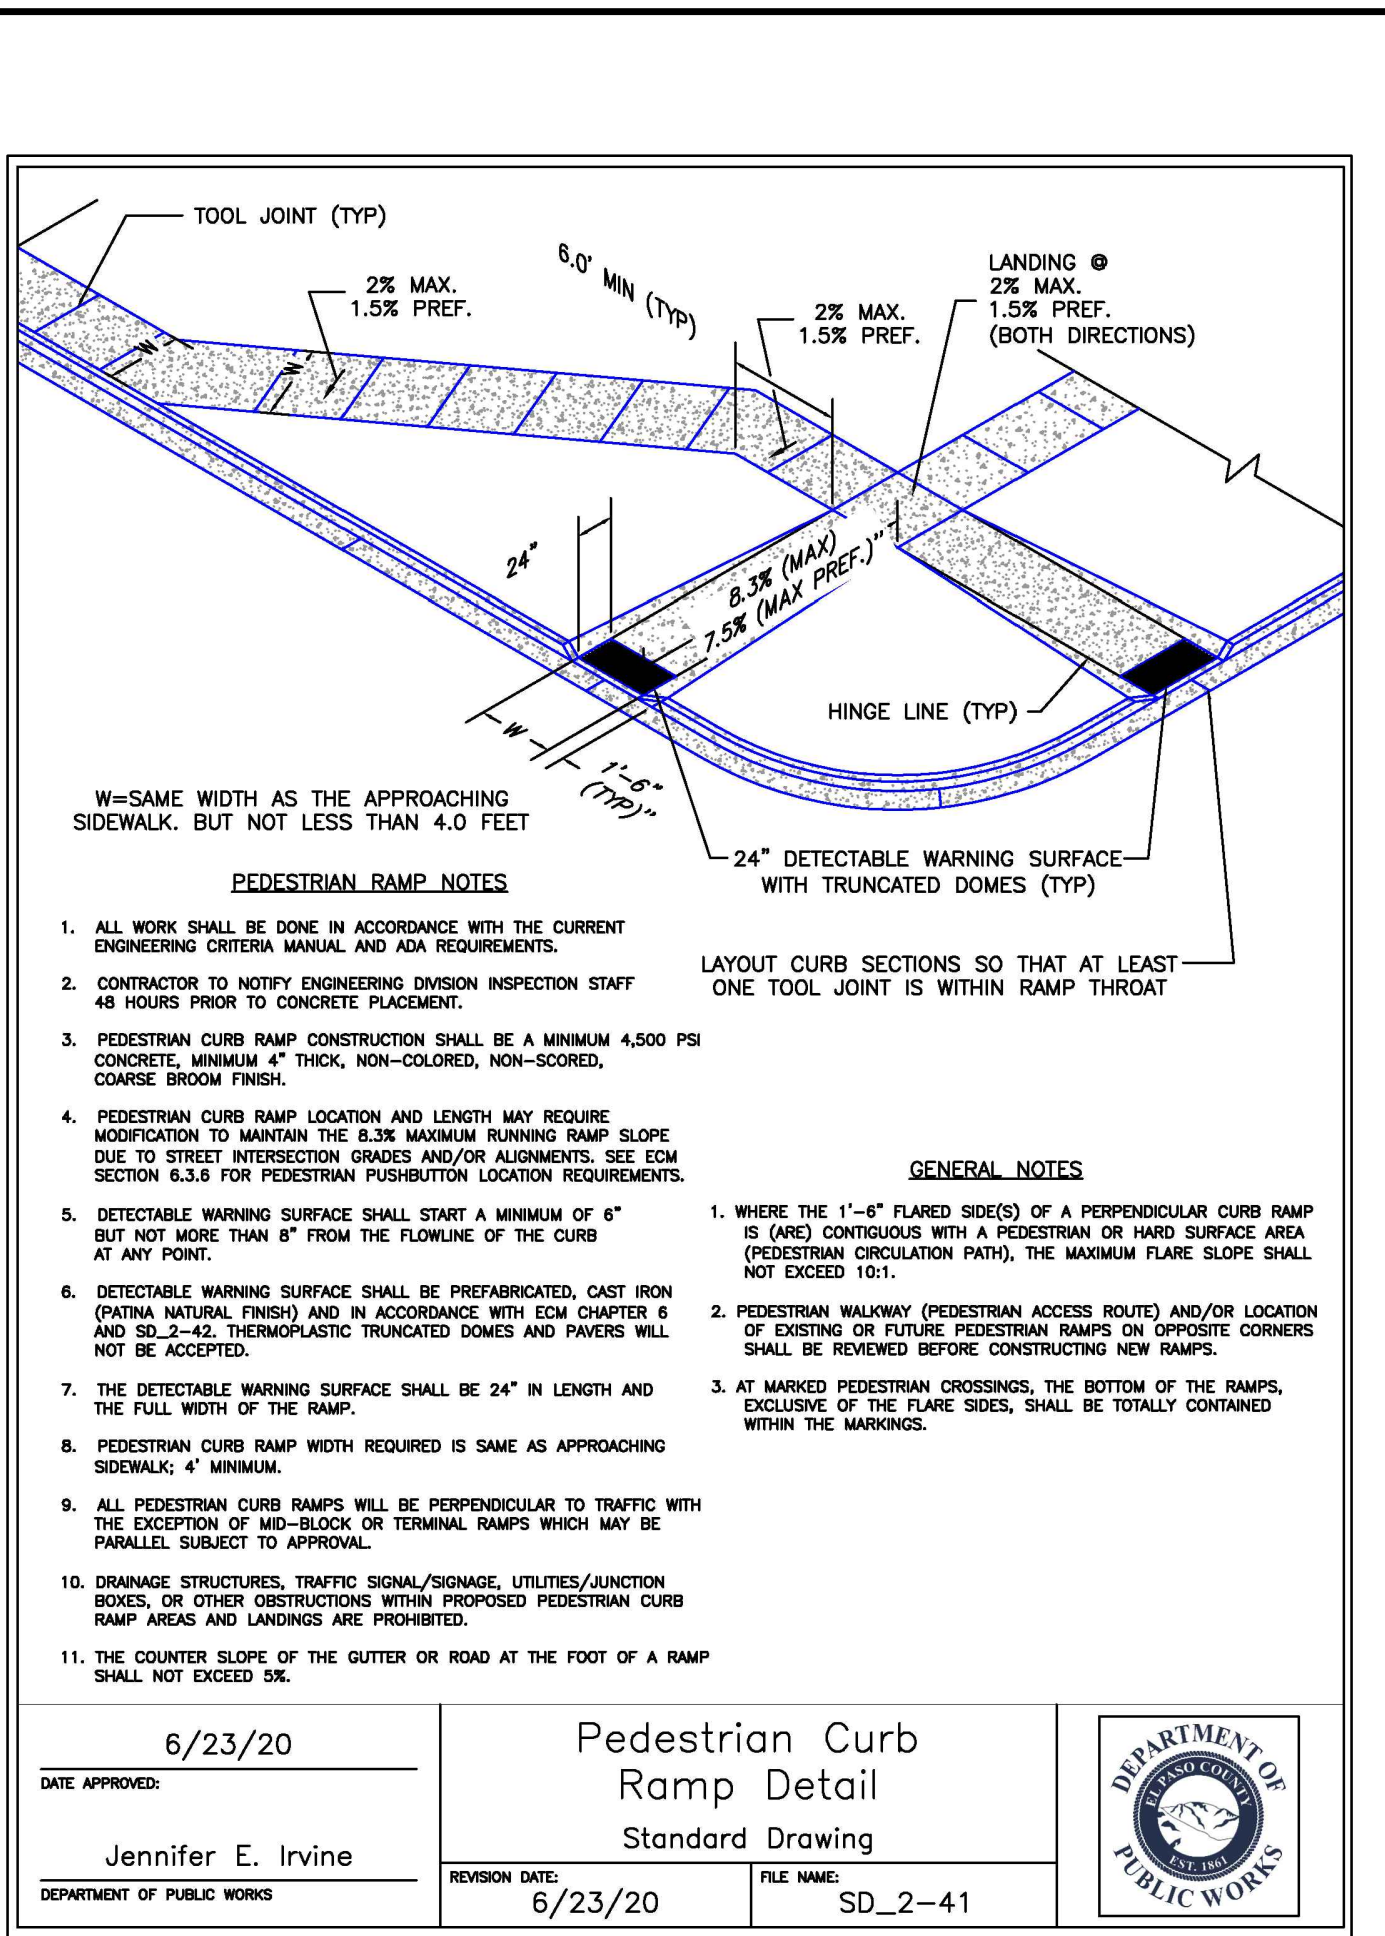 TOOL JOINT (TYP)
2% MAX.
1.5% PREF.
6.0' MIN (TYP)
2% MAX.
1.5% PREF.
LANDING @
2% MAX.
1.5% PREF.
(BOTH DIRECTIONS)
W
W
24"
8.3% (MAX)
7.5% (MAX PREF.)"
HINGE LINE (TYP)
W
1'-6"
(TYP)"
W=SAME WIDTH AS THE APPROACHING
SIDEWALK. BUT NOT LESS THAN 4.0 FEET
24" DETECTABLE WARNING SURFACE
WITH TRUNCATED DOMES (TYP)
LAYOUT CURB SECTIONS SO THAT AT LEAST
ONE TOOL JOINT IS WITHIN RAMP THROAT
PEDESTRIAN RAMP NOTES
1. ALL WORK SHALL BE DONE IN ACCORDANCE WITH THE CURRENT
ENGINEERING CRITERIA MANUAL AND ADA REQUIREMENTS.
2. CONTRACTOR TO NOTIFY ENGINEERING DIVISION INSPECTION STAFF
48 HOURS PRIOR TO CONCRETE PLACEMENT.
3. PEDESTRIAN CURB RAMP CONSTRUCTION SHALL BE A MINIMUM 4,500 PSI
CONCRETE, MINIMUM 4" THICK, NON-COLORED, NON-SCORED,
COARSE BROOM FINISH.
4. PEDESTRIAN CURB RAMP LOCATION AND LENGTH MAY REQUIRE
MODIFICATION TO MAINTAIN THE 8.3% MAXIMUM RUNNING RAMP SLOPE
DUE TO STREET INTERSECTION GRADES AND/OR ALIGNMENTS. SEE ECM
SECTION 6.3.6 FOR PEDESTRIAN PUSHBUTTON LOCATION REQUIREMENTS.
5. DETECTABLE WARNING SURFACE SHALL START A MINIMUM OF 6"
BUT NOT MORE THAN 8" FROM THE FLOWLINE OF THE CURB
AT ANY POINT.
6. DETECTABLE WARNING SURFACE SHALL BE PREFABRICATED, CAST IRON
(PATINA NATURAL FINISH) AND IN ACCORDANCE WITH ECM CHAPTER 6
AND SD_2-42. THERMOPLASTIC TRUNCATED DOMES AND PAVERS WILL
NOT BE ACCEPTED.
7. THE DETECTABLE WARNING SURFACE SHALL BE 24" IN LENGTH AND
THE FULL WIDTH OF THE RAMP.
8. PEDESTRIAN CURB RAMP WIDTH REQUIRED IS SAME AS APPROACHING
SIDEWALK; 4' MINIMUM.
9. ALL PEDESTRIAN CURB RAMPS WILL BE PERPENDICULAR TO TRAFFIC WITH
THE EXCEPTION OF MID-BLOCK OR TERMINAL RAMPS WHICH MAY BE
PARALLEL SUBJECT TO APPROVAL.
10. DRAINAGE STRUCTURES, TRAFFIC SIGNAL/SIGNAGE, UTILITIES/JUNCTION
BOXES, OR OTHER OBSTRUCTIONS WITHIN PROPOSED PEDESTRIAN CURB
RAMP AREAS AND LANDINGS ARE PROHIBITED.
11. THE COUNTER SLOPE OF THE GUTTER OR ROAD AT THE FOOT OF A RAMP
SHALL NOT EXCEED 5%.
GENERAL NOTES
1. WHERE THE 1'-6" FLARED SIDE(S) OF A PERPENDICULAR CURB RAMP
IS (ARE) CONTIGUOUS WITH A PEDESTRIAN OR HARD SURFACE AREA
(PEDESTRIAN CIRCULATION PATH), THE MAXIMUM FLARE SLOPE SHALL
NOT EXCEED 10:1.
2. PEDESTRIAN WALKWAY (PEDESTRIAN ACCESS ROUTE) AND/OR LOCATION
OF EXISTING OR FUTURE PEDESTRIAN RAMPS ON OPPOSITE CORNERS
SHALL BE REVIEWED BEFORE CONSTRUCTING NEW RAMPS.
3. AT MARKED PEDESTRIAN CROSSINGS, THE BOTTOM OF THE RAMPS,
EXCLUSIVE OF THE FLARE SIDES, SHALL BE TOTALLY CONTAINED
WITHIN THE MARKINGS.
6/23/20
DATE APPROVED:
Jennifer E. Irvine
DEPARTMENT OF PUBLIC WORKS
Pedestrian Curb
Ramp Detail
Standard Drawing
REVISION DATE:
6/23/20
FILE NAME:
SD_2-41
DEPARTMENT OF
EL PASO COUNTY
EST. 1861
PUBLIC WORKS